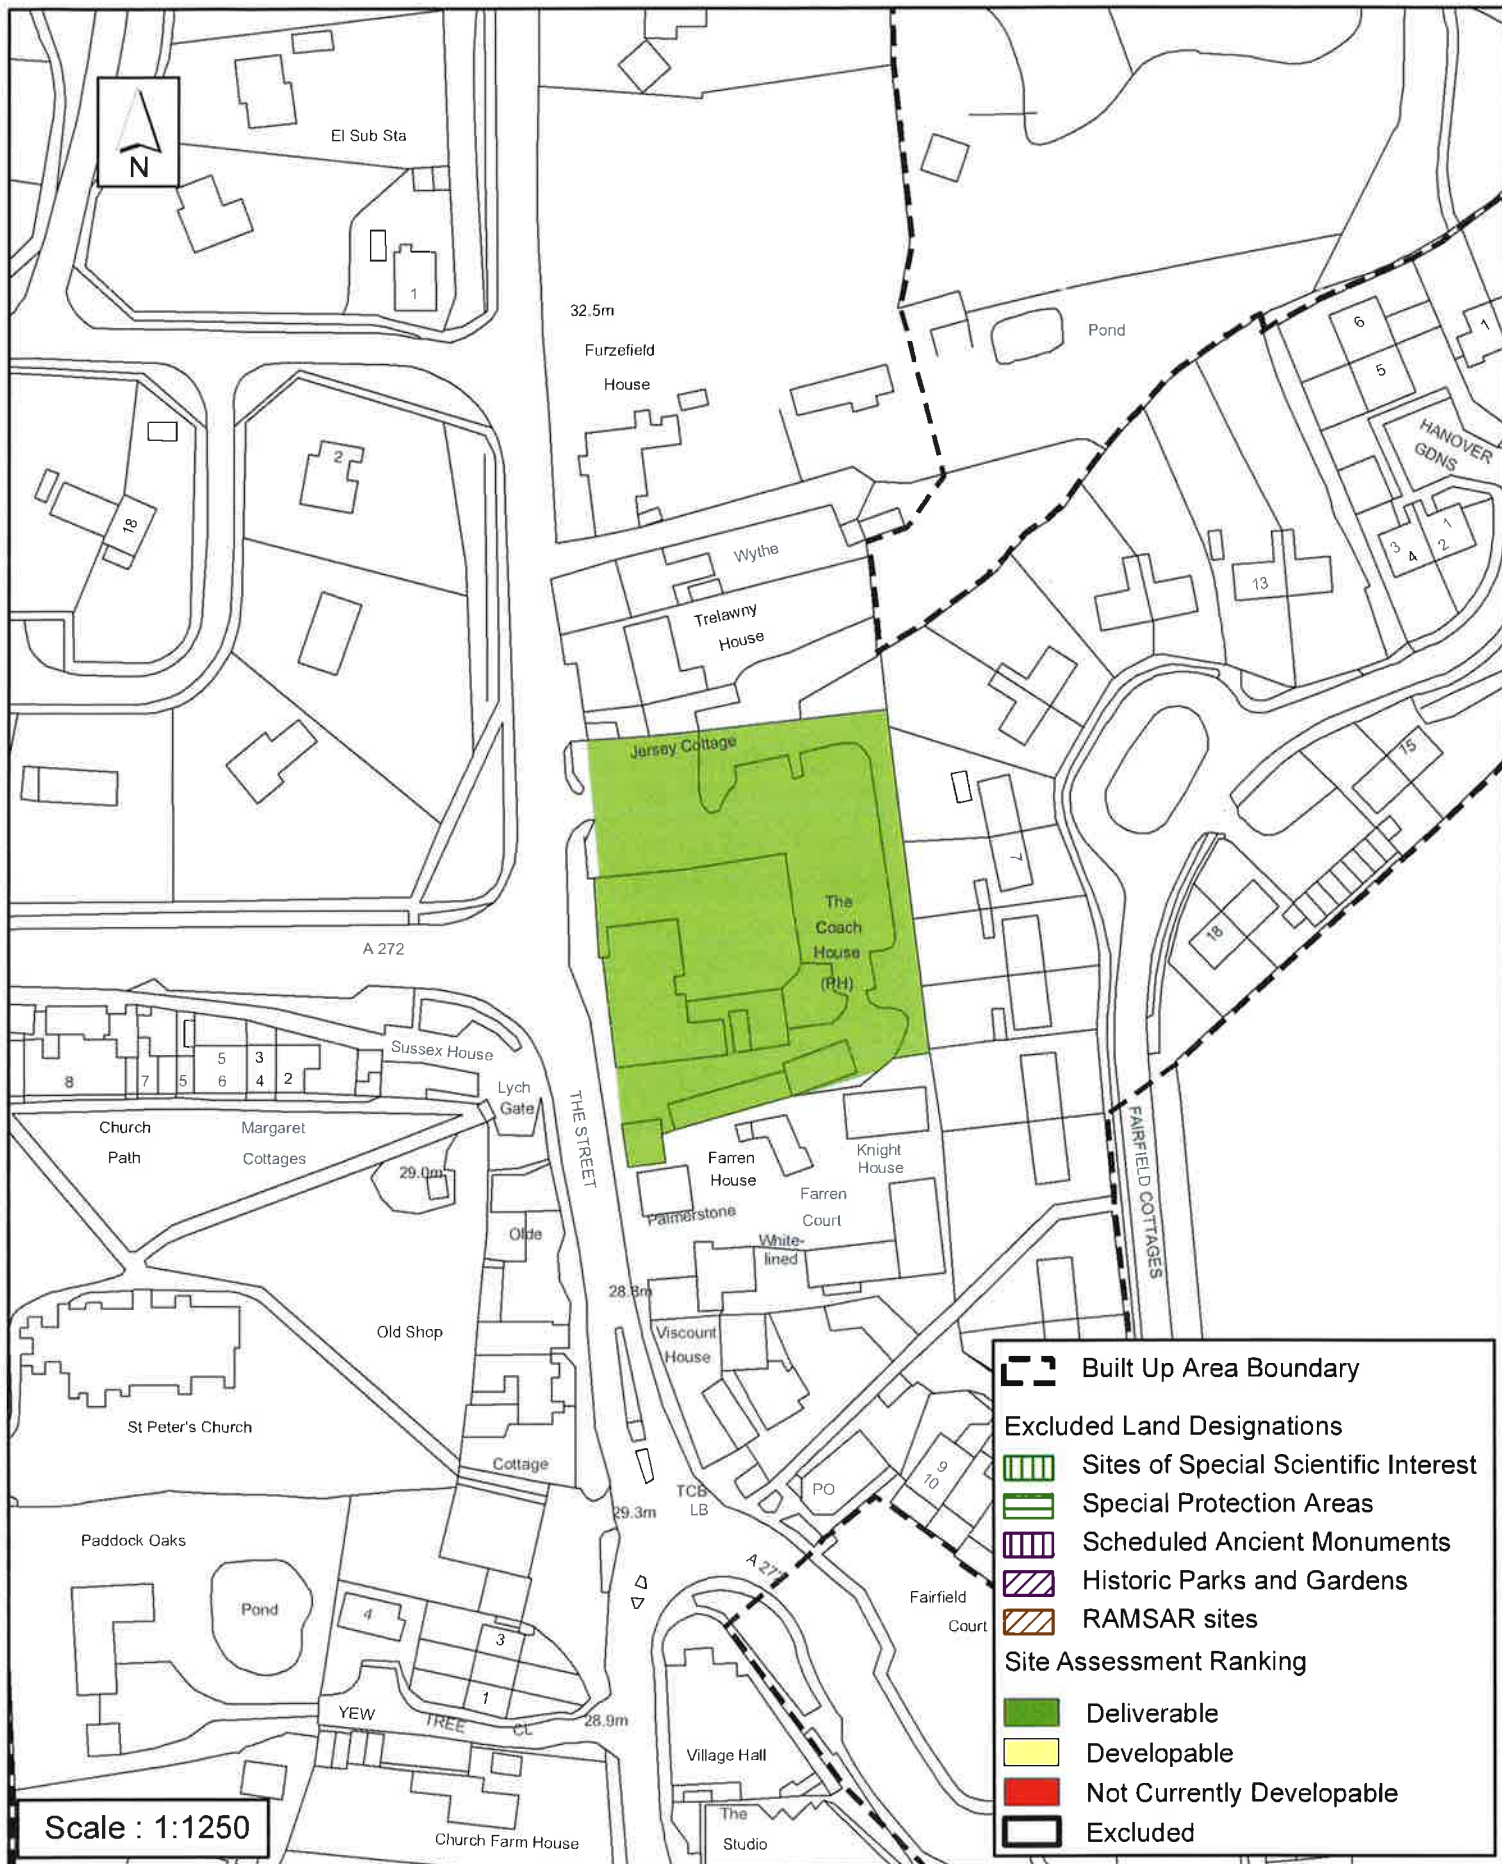 El Sub Sta
N
1
32.5m
Furzefield
House
Pond
6
5
1
HANOVER
GDNS
2
18
3
4
1
2
Wythe
13
Trelawny
House
Jersey Cottage
15
7
The
Coach
House
(PH)
18
A 272
Sussex House
8
7
5
5
6
3
4
2
Lych
Gate
THE STREET
Church
Path
Margaret
Cottages
29.0m
Farren
House
Knight
House
Farren
Court
FAIRFIELD COTTAGES
Palmerstone
Olde
White-
lined
28.8m
Old Shop
Viscount
House
St Peter's Church
Cottage
9
10
PO
TCB
LB
29.3m
Paddock Oaks
A 272
Fairfield
Court
Pond
4
3
1
YEW
TREE
CL
28.9m
Village Hall
The
Studio
Church Farm House
Scale : 1:1250
Built Up Area Boundary
Excluded Land Designations
Sites of Special Scientific Interest
Special Protection Areas
Scheduled Ancient Monuments
Historic Parks and Gardens
RAMSAR sites
Site Assessment Ranking
Deliverable
Developable
Not Currently Developable
Excluded